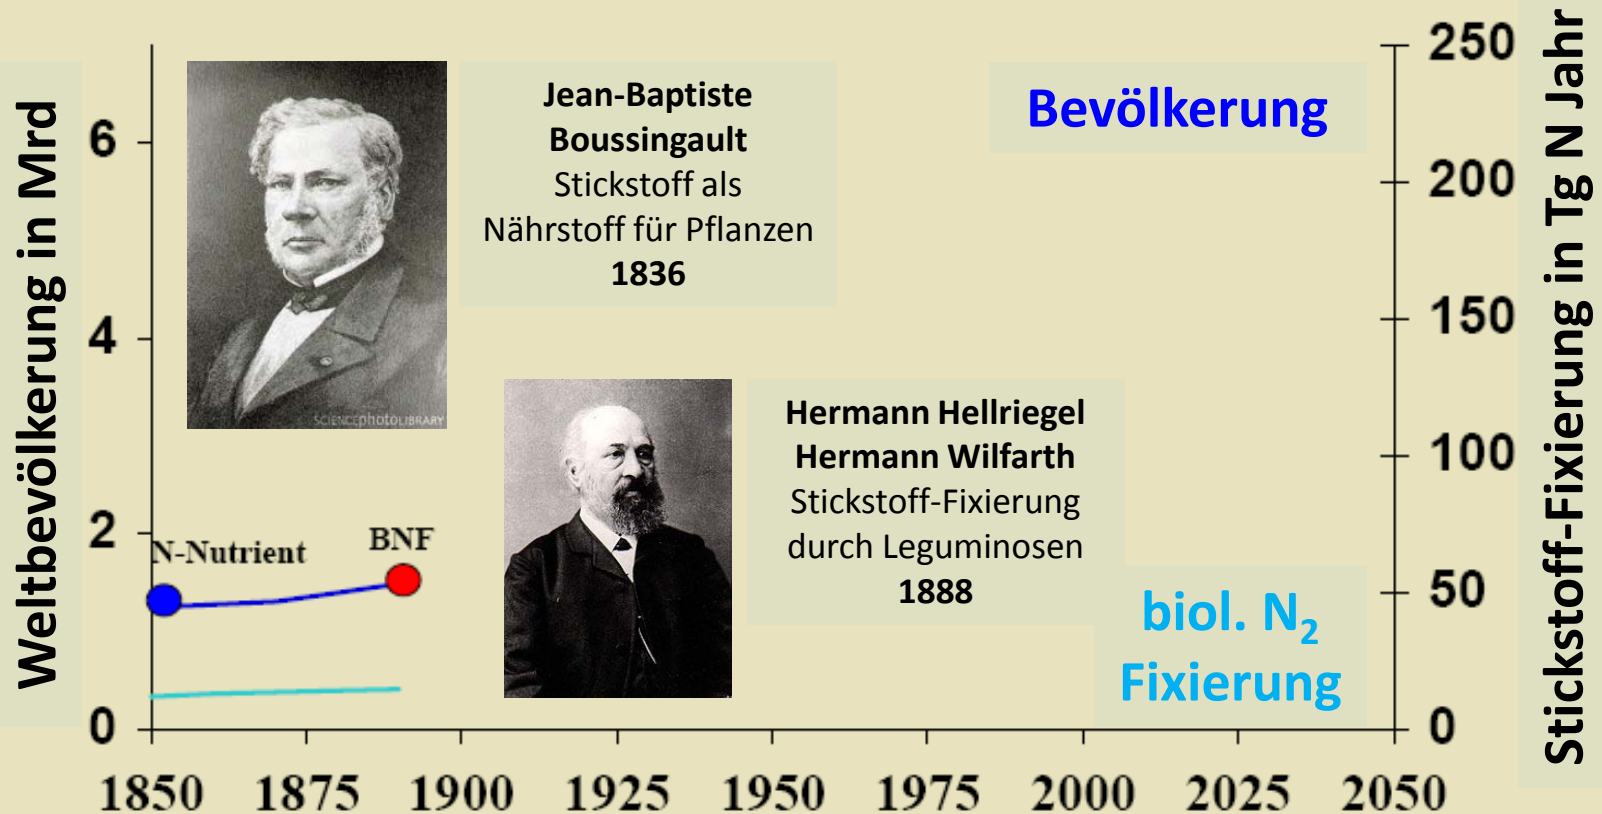 Weltbevölkerung in Mrd
6
4
2
0
SCIENCEPHOTOLIBRARY
Jean-Baptiste
Boussingault
Stickstoff als
Nährstoff für Pflanzen
1836
Hermann Hellriegel
Hermann Wilfarth
Stickstoff-Fixierung
durch Leguminosen
1888
Bevölkerung
biol. N₂
Fixierung
N-Nutrient
BNF
250
200
150
100
50
0
Stickstoff-Fixierung in Tg N Jahr
1850 1875 1900 1925 1950 1975 2000 2025 2050